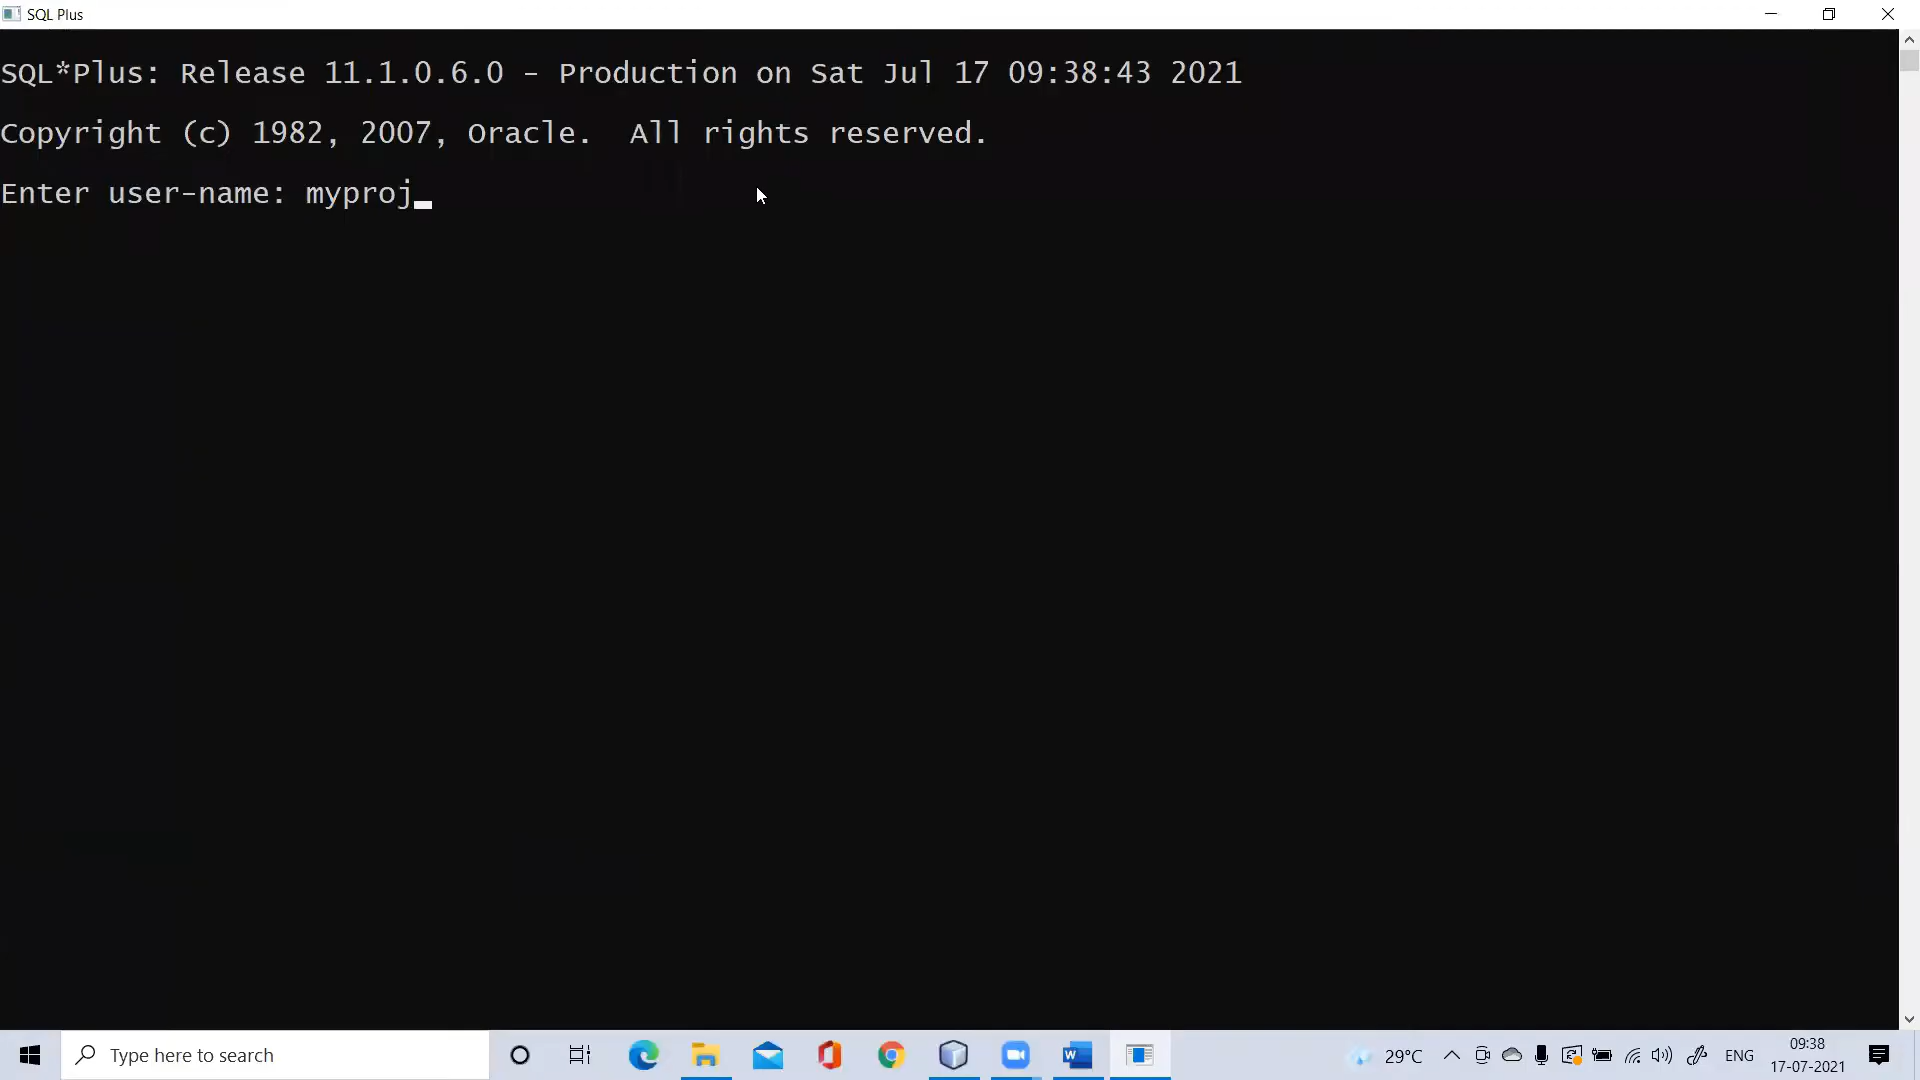 SQL Plus
SQL*Plus: Release 11.1.0.6.0 - Production on Sat Jul 17 09:38:43 2021
Copyright (c) 1982, 2007, Oracle.  All rights reserved.
Enter user-name: myproj_
Type here to search
29°C
ENG
09:38
17-07-2021